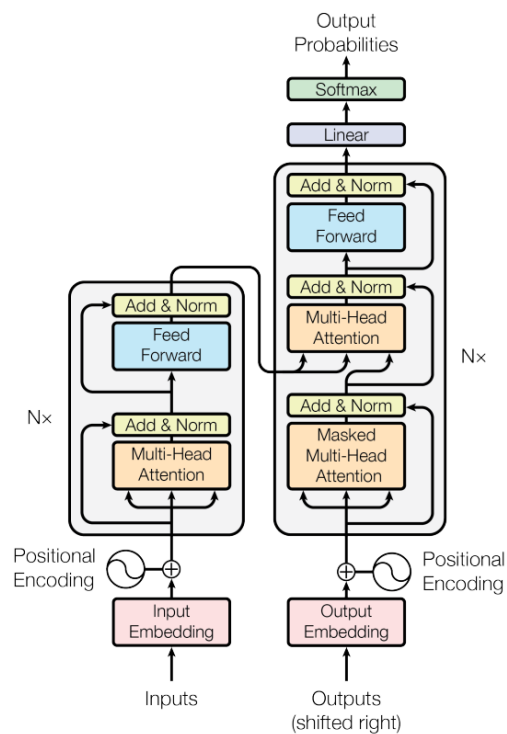 Output
Probabilities
Softmax
Linear
Add & Norm
Feed
Forward
Add & Norm
Multi-Head
Attention
Add & Norm
Masked
Multi-Head
Attention
N×
Add & Norm
Feed
Forward
Add & Norm
Multi-Head
Attention
N×
Positional
Encoding
Positional
Encoding
Input
Embedding
Output
Embedding
Inputs
Outputs
(shifted right)